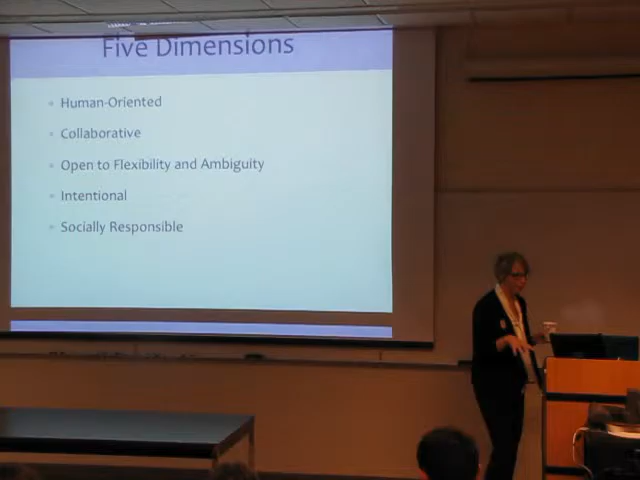 Five Dimensions
Human-Oriented
Collaborative
Open to Flexibility and Ambiguity
Intentional
Socially Responsible